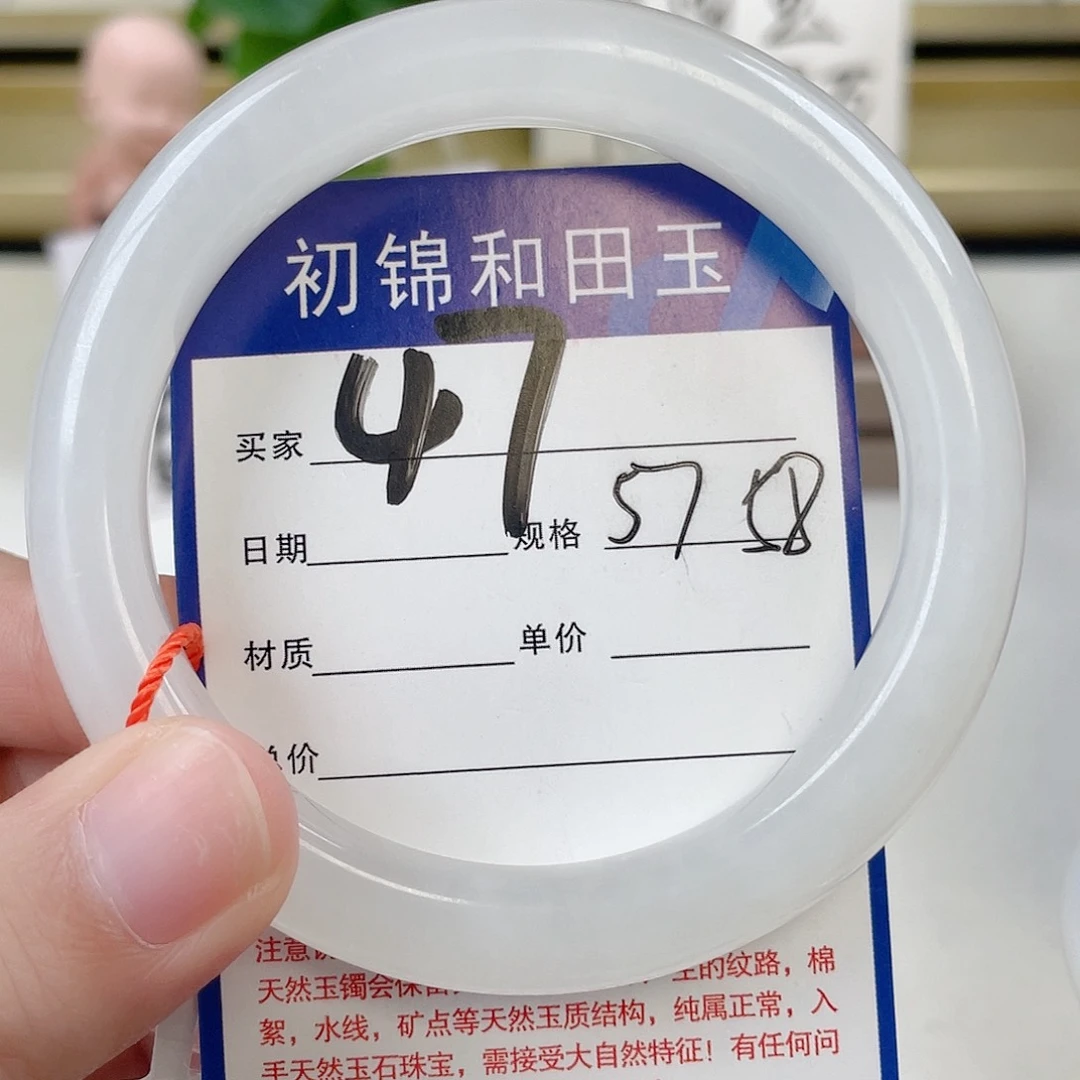 初锦和田玉
47
买家
日期 规格 57 58
材质 单价
价
注意
天然玉镯会保 的纹路，棉
絮，水线，矿点等天然玉质结构，纯属正常，入
手天然玉石珠宝，需接受大自然特征！有任何问